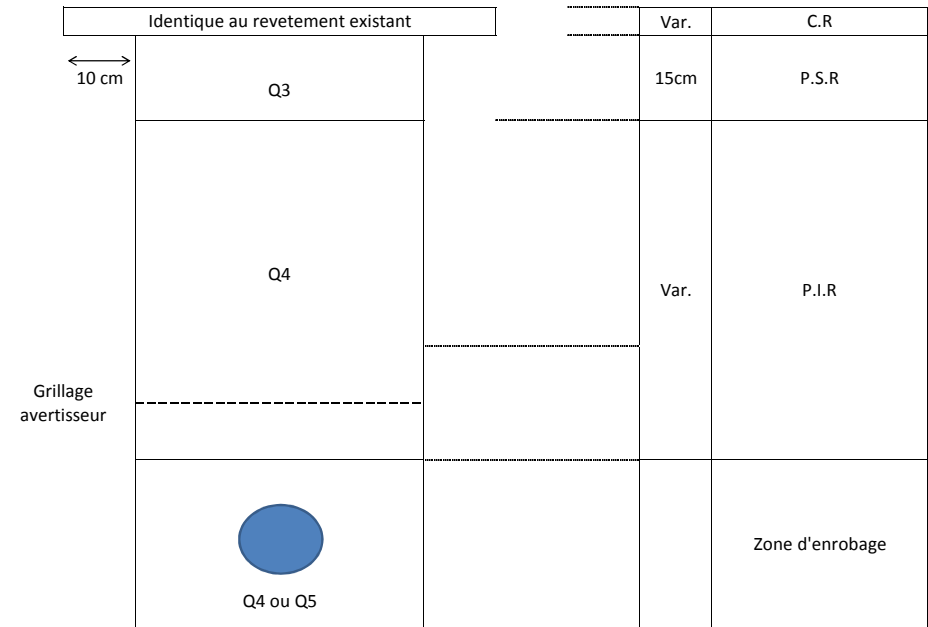 Identique au revetement existant
Var.
C.R
10 cm
Q3
15cm
P.S.R
Q4
Var.
P.I.R
Grillage
avertisseur
Zone d'enrobage
Q4 ou Q5